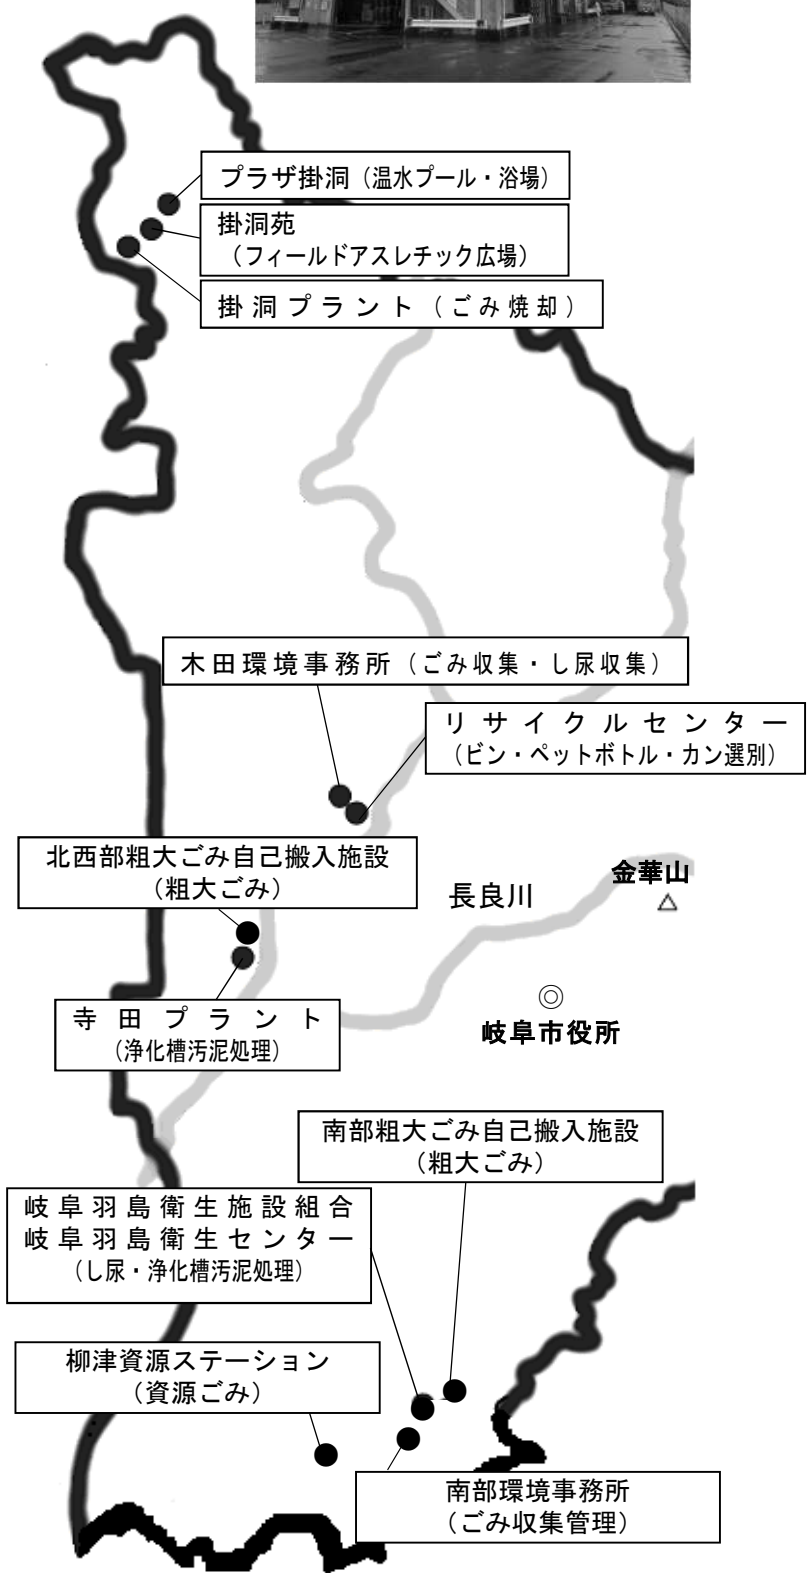 プラザ掛洞（温水プール・浴場）
掛洞苑
（フィールドアスレチック広場）
掛洞プラント（ごみ焼却）
木田環境事務所（ごみ収集・し尿収集）
リサイクルセンター
（ビン・ペットボトル・カン選別）
北西部粗大ごみ自己搬入施設
（粗大ごみ）
金華山
長良川
寺田プラント
（浄化槽汚泥処理）
岐阜市役所
南部粗大ごみ自己搬入施設
（粗大ごみ）
岐阜羽島衛生施設組合
岐阜羽島衛生センター
（し尿・浄化槽汚泥処理）
柳津資源ステーション
（資源ごみ）
南部環境事務所
（ごみ収集管理）